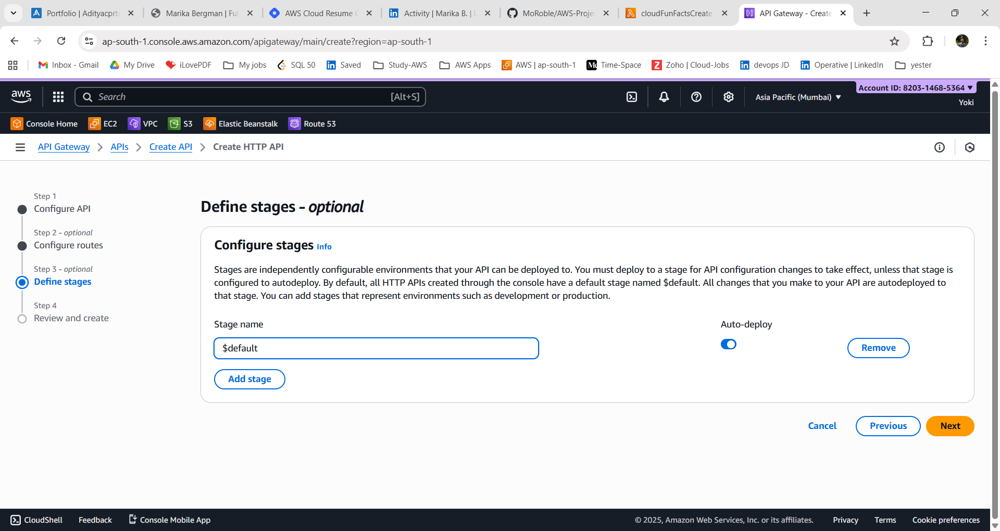 Portfolio | Adityacprt
Marika Bergman | Ful
AWS Cloud Resume C
Activity | Marika B. | L
MoRoble/AWS-Proje
cloudFunFactsCreate
API Gateway - Create
ap-south-1.console.aws.amazon.com/apigateway/main/create?region=ap-south-1
Inbox - Gmail
My Drive
iLovePDF
My jobs
SQL 50
Saved
Study-AWS
AWS Apps
AWS | ap-south-1
Time-Space
Zoho | Cloud-Jobs
devops JD
Operative | LinkedIn
yester
aws
Search
[Alt+S]
Asia Pacific (Mumbai)
Account ID: 8203-1468-5364
Yoki
Console Home
EC2
VPC
S3
Elastic Beanstalk
Route 53
API Gateway
APIs
Create API
Create HTTP API
Step 1
Configure API
Step 2 - optional
Configure routes
Step 3 - optional
Define stages
Step 4
Review and create
Define stages - optional
Configure stages Info
Stages are independently configurable environments that your API can be deployed to. You must deploy to a stage for API configuration changes to take effect, unless that stage is
configured to autodeploy. By default, all HTTP APIs created through the console have a default stage named $default. All changes that you make to your API are autodeployed to
that stage. You can add stages that represent environments such as development or production.
Stage name
Auto-deploy
$default
Remove
Add stage
Cancel
Previous
Next
CloudShell
Feedback
Console Mobile App
© 2025, Amazon Web Services, Inc. or its affiliates.
Privacy
Terms
Cookie preferences